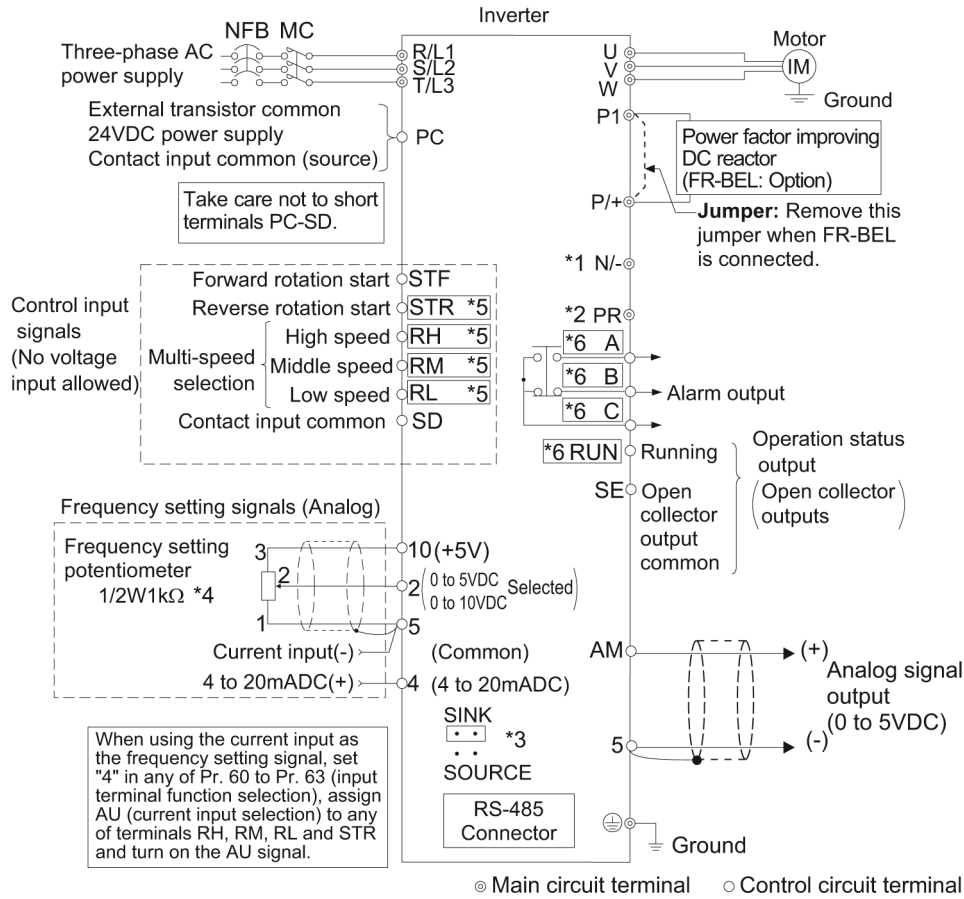 Inverter
NFB MC
Three-phase AC
power supply
R/L1
S/L2
T/L3
External transistor common
24VDC power supply
Contact input common (source)
PC
Take care not to short
terminals PC-SD.
Control input
signals
(No voltage
input allowed)
Forward rotation start
STF
Reverse rotation start
STR *5
Multi-speed
selection
High speed
RH *5
Middle speed
RM *5
Low speed
RL *5
Contact input common
SD
Frequency setting signals (Analog)
Frequency setting
potentiometer
1/2W1kΩ *4
3
2
1
10(+5V)
2
0 to 5VDC
0 to 10VDC
Selected
5
Current input(-)
(Common)
4 to 20mADC(+)
4 (4 to 20mADC)
SINK
*3
SOURCE
When using the current input as
the frequency setting signal, set
"4" in any of Pr. 60 to Pr. 63 (input
terminal function selection), assign
AU (current input selection) to any
of terminals RH, RM, RL and STR
and turn on the AU signal.
RS-485
Connector
U
V
W
Motor
IM
Ground
P1
Power factor improving
DC reactor
(FR-BEL: Option)
P/+
Jumper: Remove this
jumper when FR-BEL
is connected.
*1 N/-
*2 PR
*6 A
*6 B
*6 C
Alarm output
*6 RUN
Running
SE
Open
collector
output
common
Operation status
output
(Open collector
outputs)
AM
(+)
Analog signal
output
(0 to 5VDC)
5
(-)
Ground
Main circuit terminal
Control circuit terminal